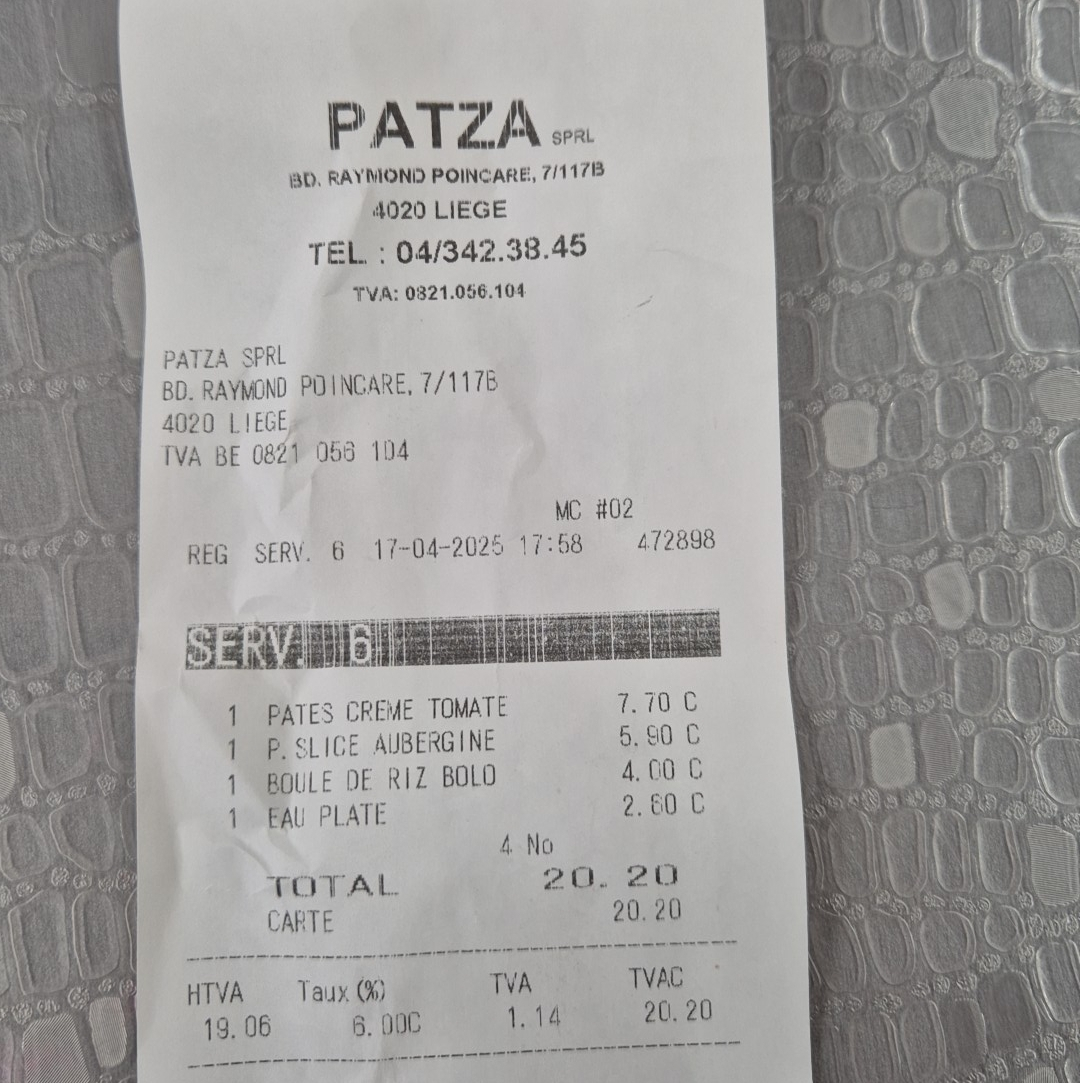 PATZA SPRL
BD. RAYMOND POINCARE, 7/117B
4020 LIEGE
TEL. : 04/342.38.45
TVA: 0821.056.104
PATZA SPRL
BD. RAYMOND POINCARE, 7/117B
4020 LIEGE
TVA BE 0821 056 104
MC #02
REG SERV. 6 17-04-2025 17:58 472898
SERV. 6
1 PATES CREME TOMATE 7.70 C
1 P. SLICE AUBERGINE 5.90 C
1 BOULE DE RIZ BOLO 4.00 C
1 EAU PLATE 2.60 C
4 No
TOTAL 20.20
CARTE 20.20
HTVA Taux (%) TVA TVAC
19.06 6.00C 1.14 20.20